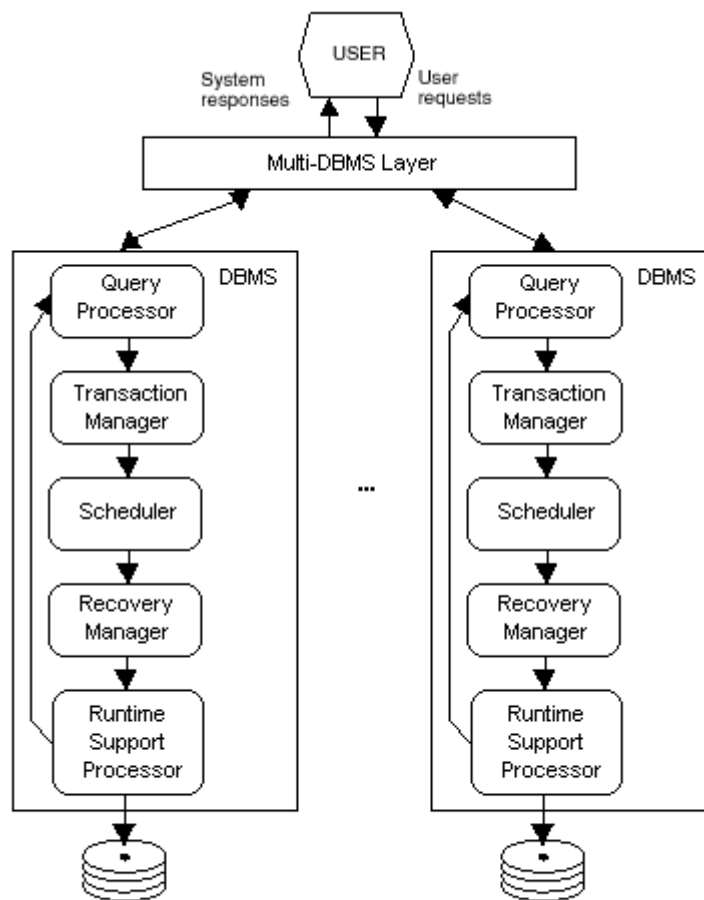 USER
System
responses
User
requests
Multi-DBMS Layer
DBMS
Query
Processor
Transaction
Manager
Scheduler
Recovery
Manager
Runtime
Support
Processor
...
DBMS
Query
Processor
Transaction
Manager
Scheduler
Recovery
Manager
Runtime
Support
Processor